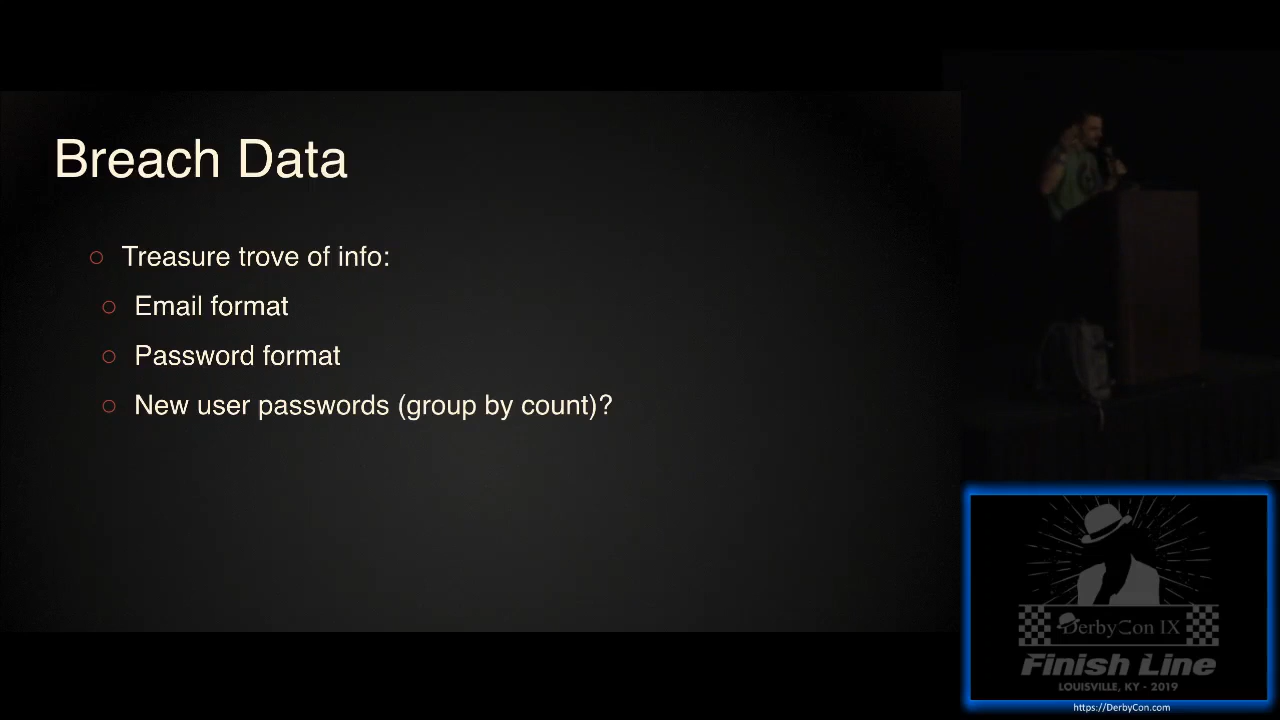 Breach Data
Treasure trove of info:
Email format
Password format
New user passwords (group by count)?
DerbyCon IX
Finish Line
LOUISVILLE, KY - 2019
https://DerbyCon.com